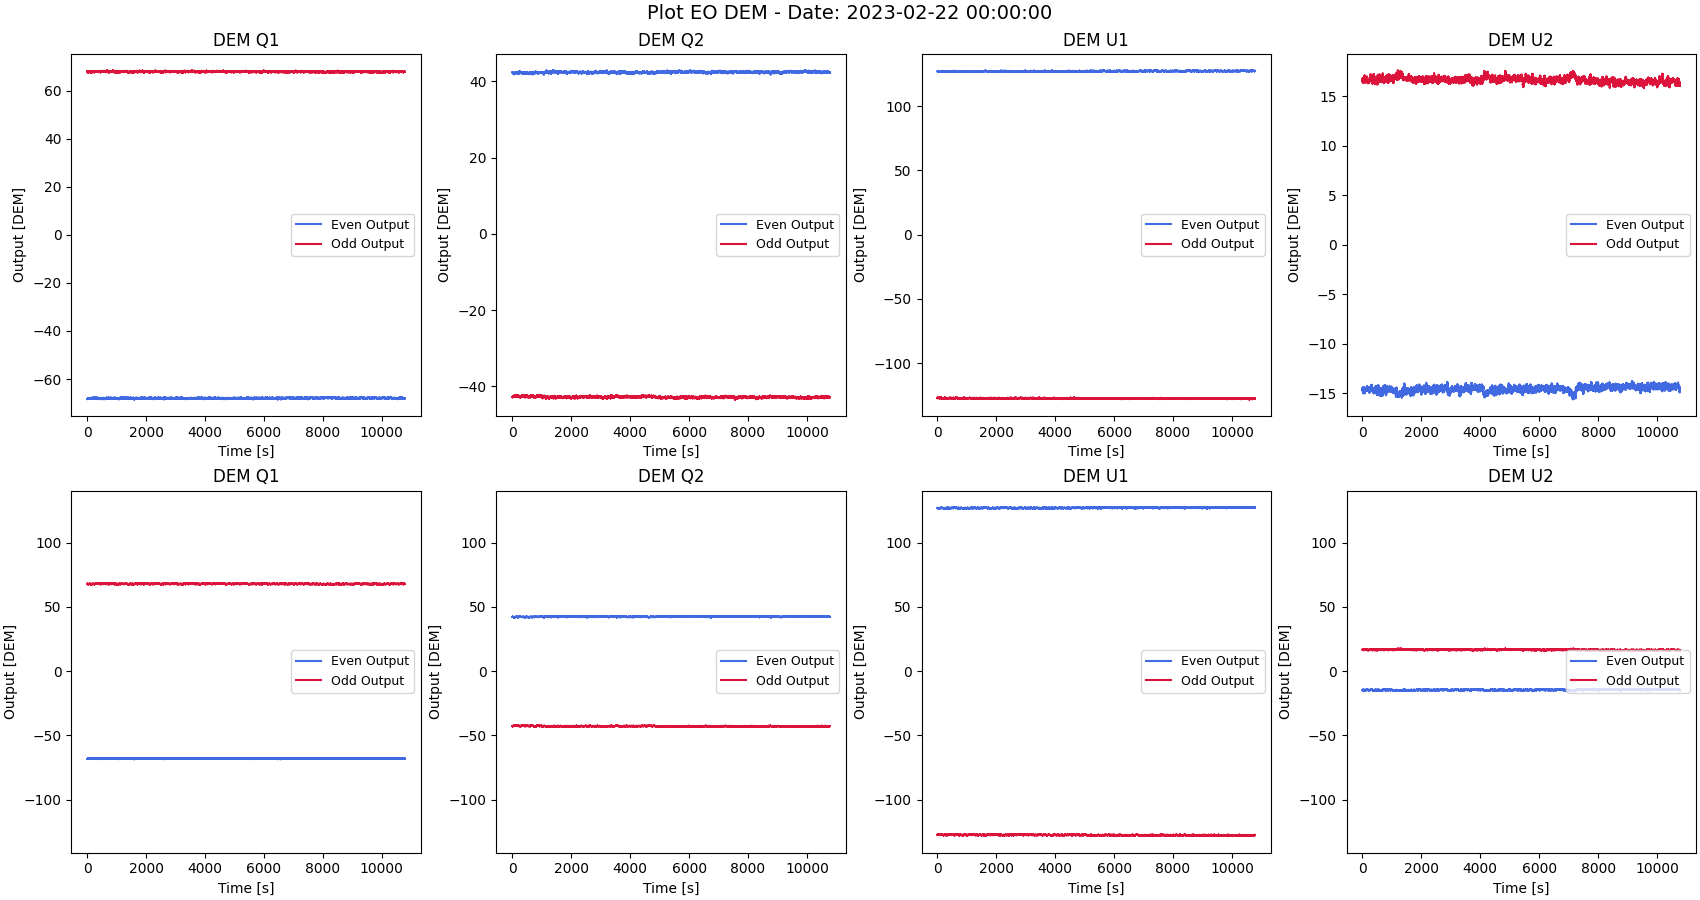 Plot EO DEM - Date: 2023-02-22 00:00:00
DEM Q1
Output [DEM]
60
40
20
0
−20
−40
−60
Even Output
Odd Output
0 2000 4000 6000 8000 10000
Time [s]
DEM Q2
Output [DEM]
40
20
0
−20
−40
Even Output
Odd Output
0 2000 4000 6000 8000 10000
Time [s]
DEM U1
Output [DEM]
100
50
0
−50
−100
Even Output
Odd Output
0 2000 4000 6000 8000 10000
Time [s]
DEM U2
Output [DEM]
15
10
5
0
−5
−10
−15
Even Output
Odd Output
0 2000 4000 6000 8000 10000
Time [s]
DEM Q1
Output [DEM]
100
50
0
−50
−100
Even Output
Odd Output
0 2000 4000 6000 8000 10000
Time [s]
DEM Q2
Output [DEM]
100
50
0
−50
−100
Even Output
Odd Output
0 2000 4000 6000 8000 10000
Time [s]
DEM U1
Output [DEM]
100
50
0
−50
−100
Even Output
Odd Output
0 2000 4000 6000 8000 10000
Time [s]
DEM U2
Output [DEM]
100
50
0
−50
−100
Even Output
Odd Output
0 2000 4000 6000 8000 10000
Time [s]